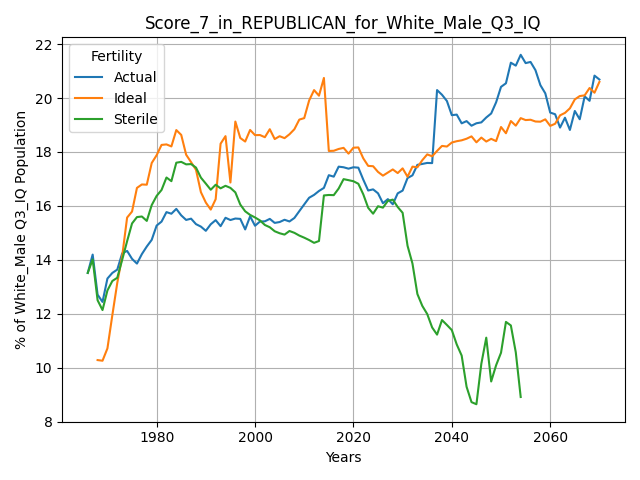 Score_7_in_REPUBLICAN_for_White_Male_Q3_IQ
Fertility
Actual
Ideal
Sterile
% of White_Male Q3_IQ Population
22
20
18
16
14
12
10
8
1980
2000
2020
2040
2060
Years